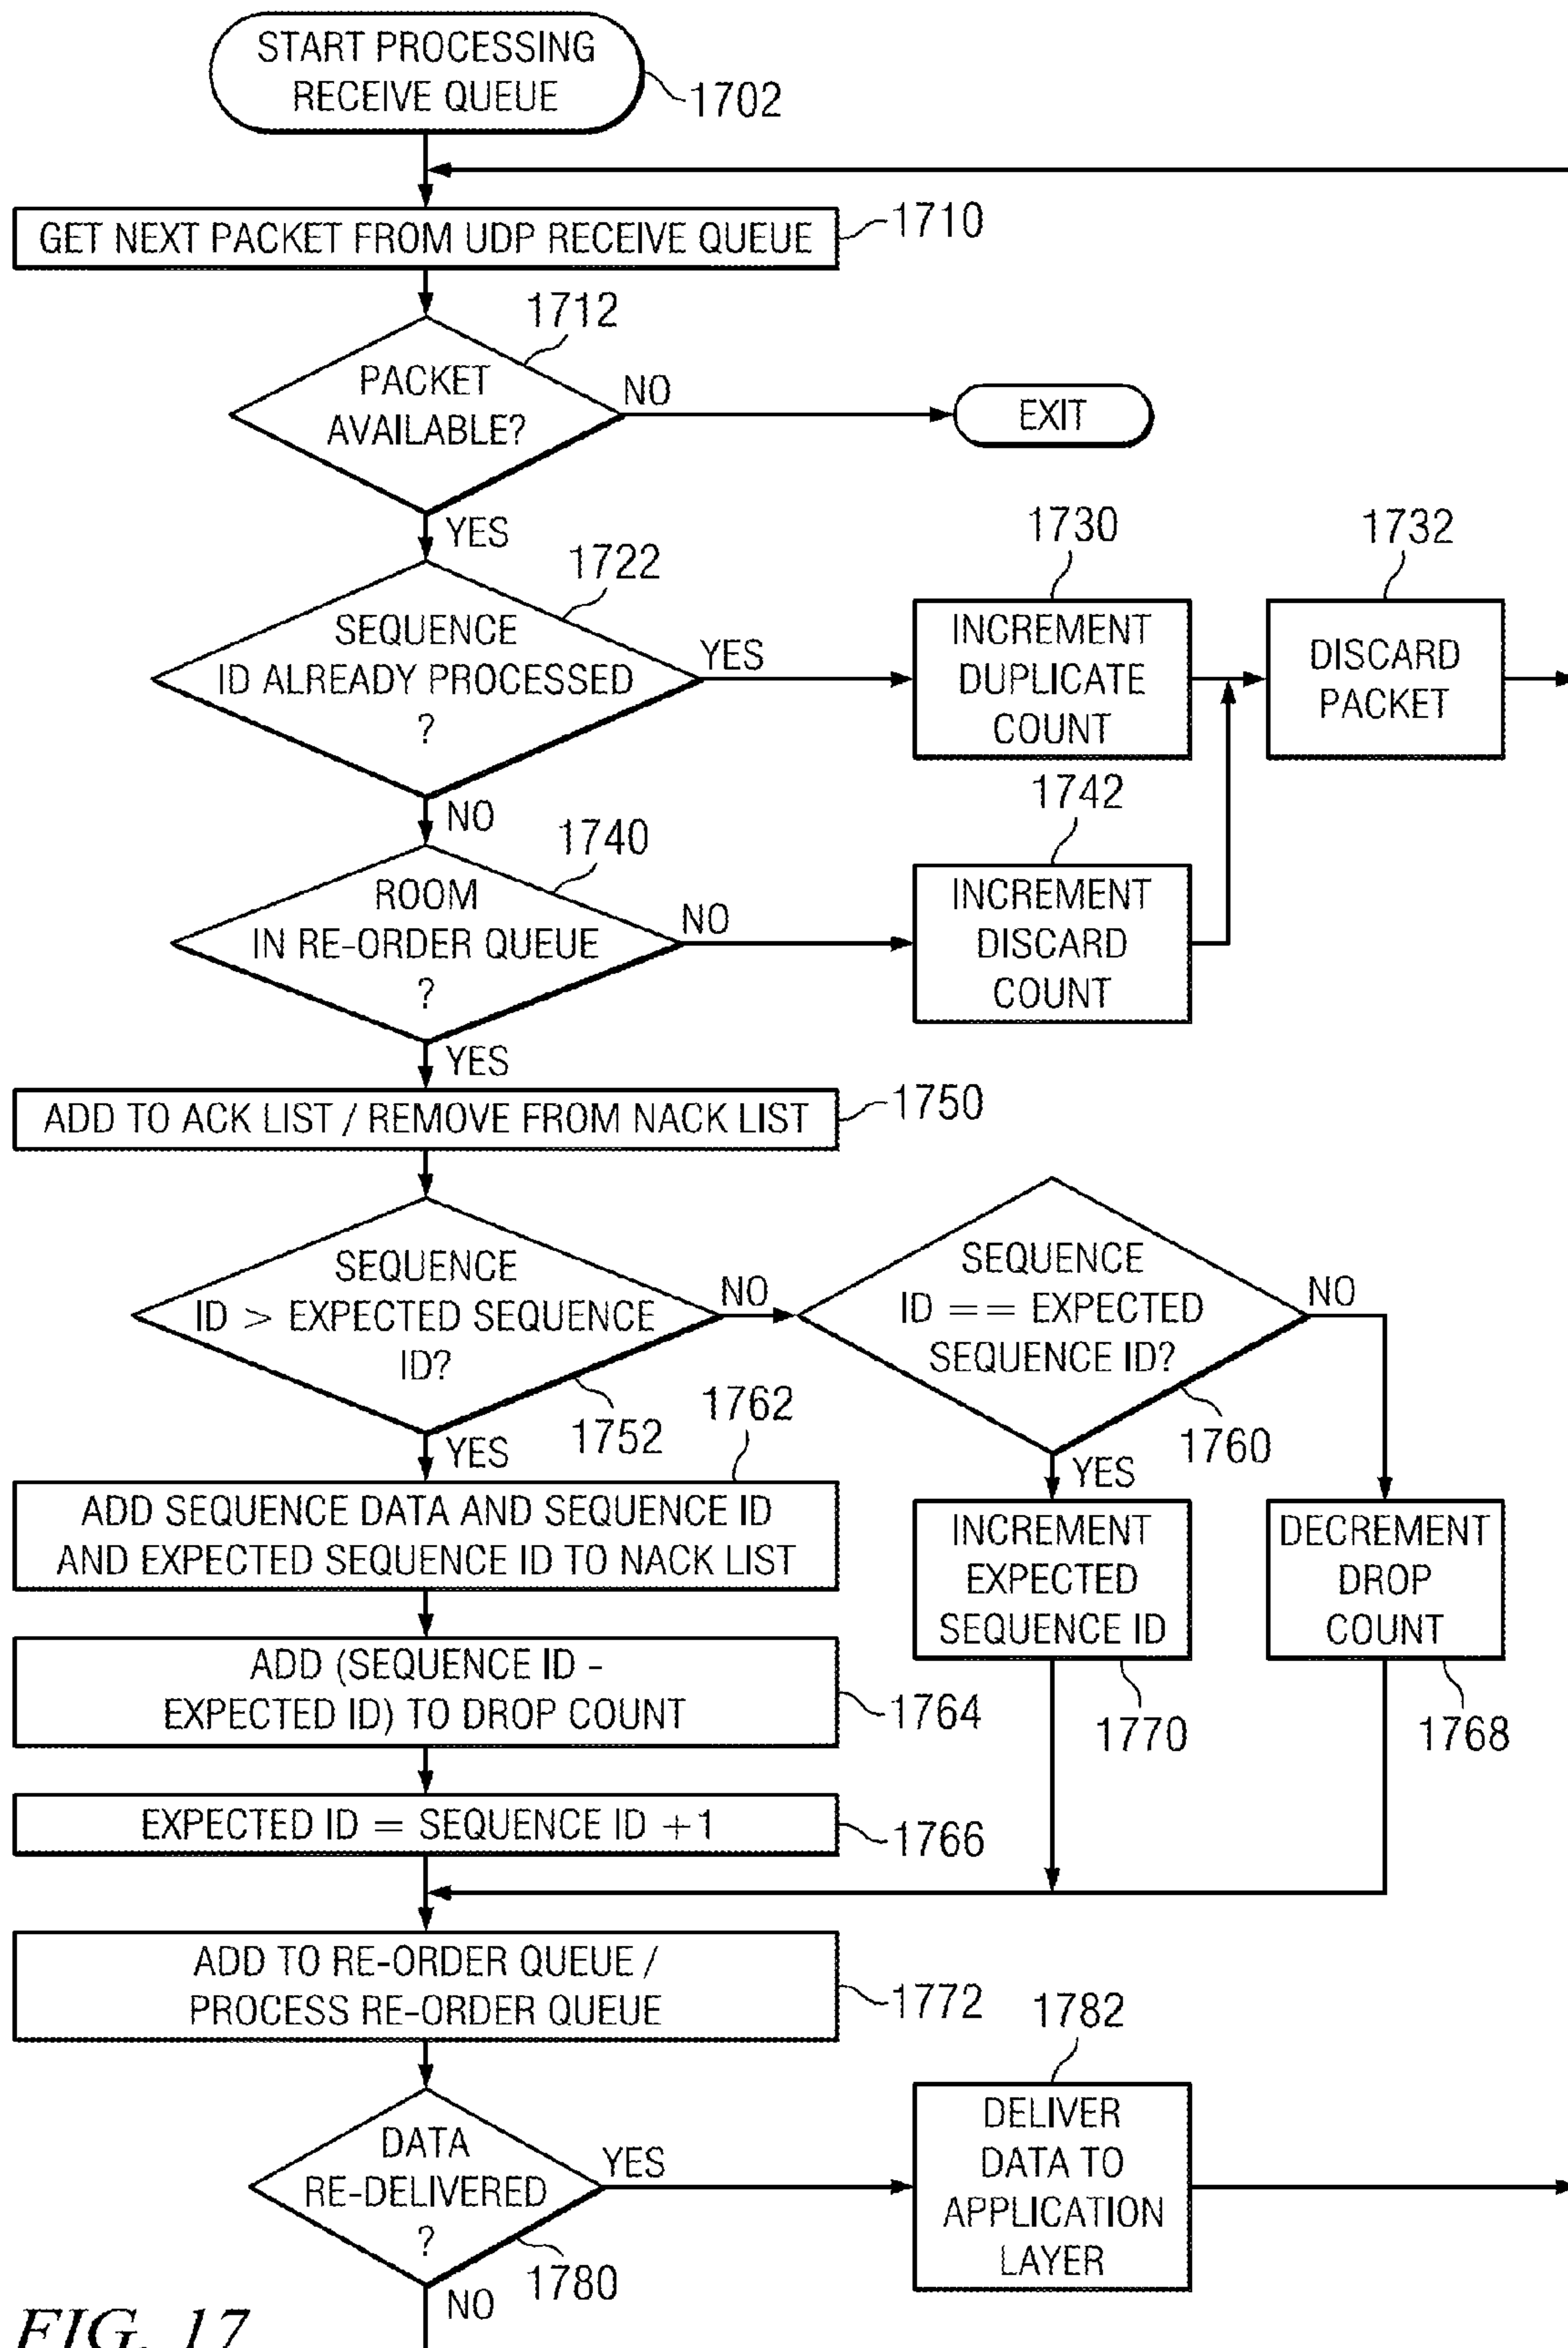 START PROCESSING
RECEIVE QUEUE
1702
GET NEXT PACKET FROM UDP RECEIVE QUEUE
1710
1712
PACKET
AVAILABLE?
NO
EXIT
YES
1722
SEQUENCE
ID ALREADY PROCESSED
?
YES
1730
INCREMENT
DUPLICATE
COUNT
1732
DISCARD
PACKET
NO
1740
ROOM
IN RE-ORDER QUEUE
?
NO
1742
INCREMENT
DISCARD
COUNT
YES
ADD TO ACK LIST / REMOVE FROM NACK LIST
1750
SEQUENCE
ID > EXPECTED SEQUENCE
ID?
1752
NO
SEQUENCE
ID == EXPECTED
SEQUENCE ID?
1760
NO
YES
1762
ADD SEQUENCE DATA AND SEQUENCE ID
AND EXPECTED SEQUENCE ID TO NACK LIST
YES
INCREMENT
EXPECTED
SEQUENCE ID
1770
DECREMENT
DROP
COUNT
1768
ADD (SEQUENCE ID -
EXPECTED ID) TO DROP COUNT
1764
EXPECTED ID = SEQUENCE ID +1
1766
ADD TO RE-ORDER QUEUE /
PROCESS RE-ORDER QUEUE
1772
DATA
RE-DELIVERED
?
1780
YES
1782
DELIVER
DATA TO
APPLICATION
LAYER
NO
FIG. 17